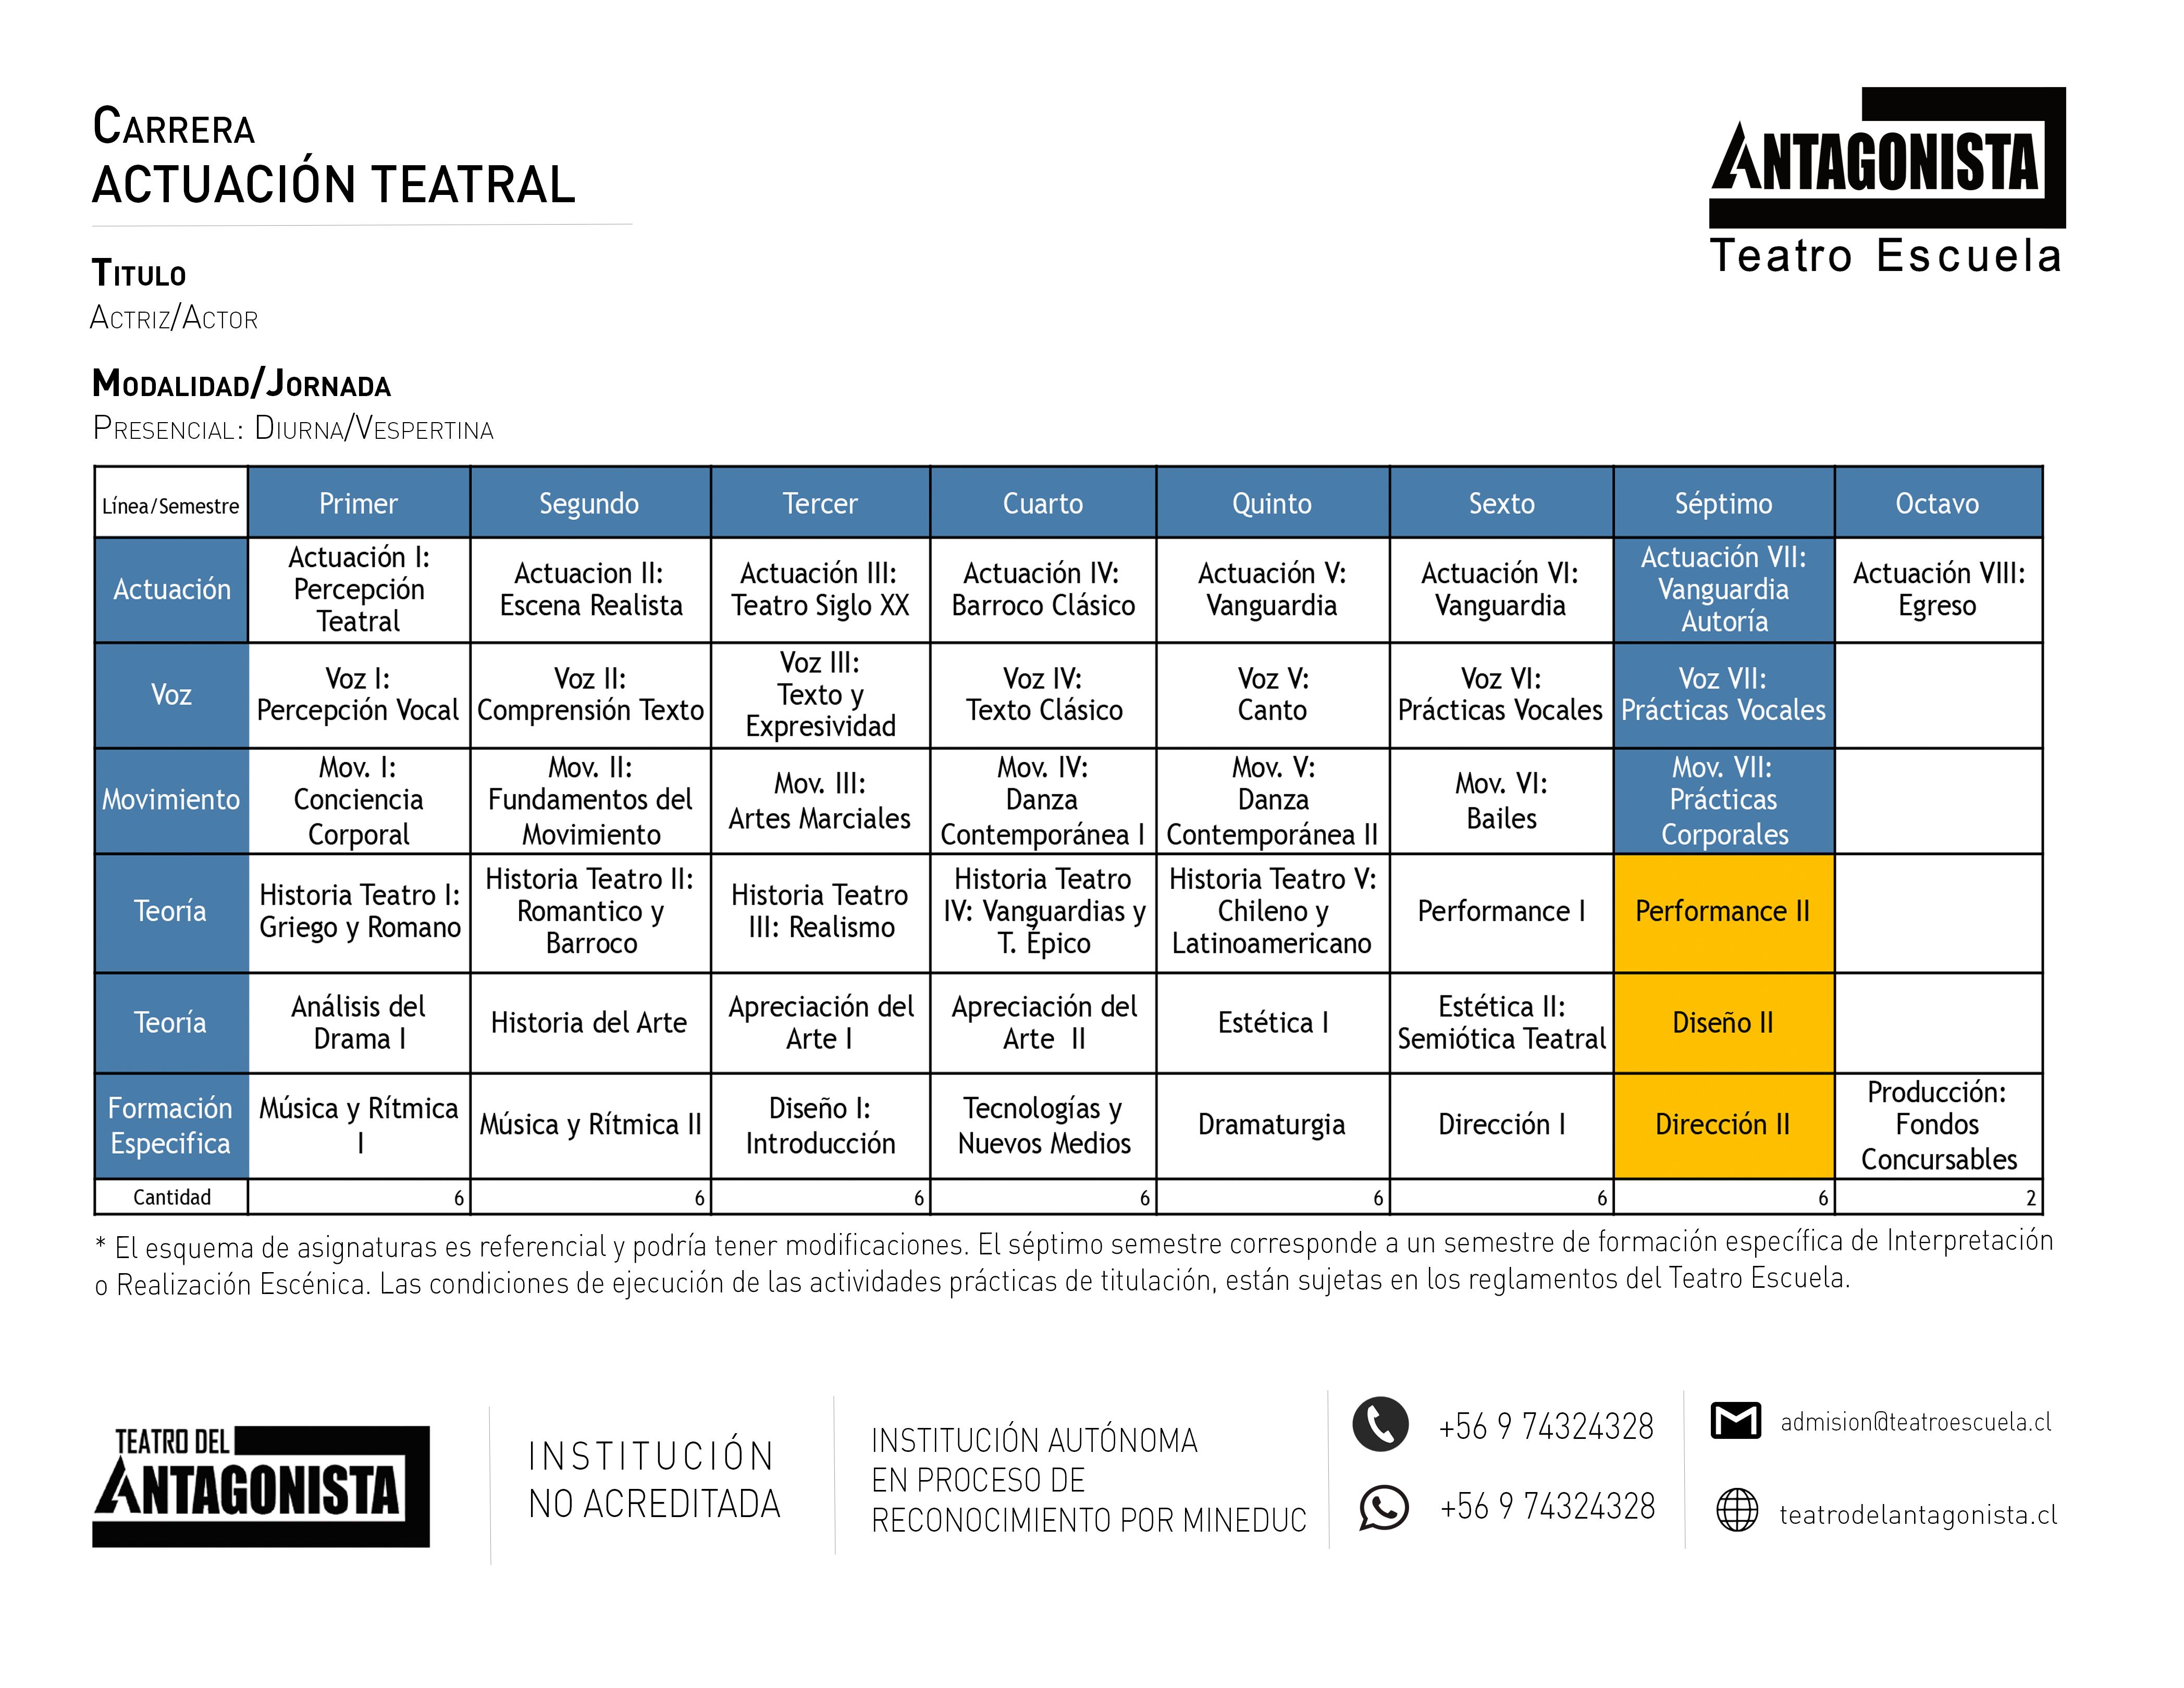 CARRERA
ACTUACIÓN TEATRAL
ANTAGONISTA
Teatro Escuela
TITULO
ACTRIZ/ACTOR
MODALIDAD/JORNADA
PRESENCIAL: DIURNA/VESPERTINA
Línea/Semestre Primer Segundo Tercer Cuarto Quinto Sexto Séptimo Octavo
Actuación
Actuación I:
Percepción
Teatral
Actuacion II:
Escena Realista
Actuación III:
Teatro Siglo XX
Actuación IV:
Barroco Clásico
Actuación V:
Vanguardia
Actuación VI:
Vanguardia
Actuación VII:
Vanguardia
Autoría
Actuación VIII:
Egreso
Voz
Voz I:
Percepción Vocal
Voz II:
Comprensión Texto
Voz III:
Texto y
Expresividad
Voz IV:
Texto Clásico
Voz V:
Canto
Voz VI:
Prácticas Vocales
Voz VII:
Prácticas Vocales
Movimiento
Mov. I:
Conciencia
Corporal
Mov. II:
Fundamentos del
Movimiento
Mov. III:
Artes Marciales
Mov. IV:
Danza
Contemporánea I
Mov. V:
Danza
Contemporánea II
Mov. VI:
Bailes
Mov. VII:
Prácticas
Corporales
Teoría
Historia Teatro I:
Griego y Romano
Historia Teatro II:
Romantico y
Barroco
Historia Teatro
III: Realismo
Historia Teatro
IV: Vanguardias y
T. Épico
Historia Teatro V:
Chileno y
Latinoamericano
Performance I
Performance II
Teoría
Análisis del
Drama I
Historia del Arte
Apreciación del
Arte I
Apreciación del
Arte II
Estética I
Estética II:
Semiótica Teatral
Diseño II
Formación
Especifica
Música y Rítmica
I
Música y Rítmica II
Diseño I:
Introducción
Tecnologías y
Nuevos Medios
Dramaturgia
Dirección I
Dirección II
Producción:
Fondos
Concursables
Cantidad 6 6 6 6 6 6 6 2
* El esquema de asignaturas es referencial y podría tener modificaciones. El séptimo semestre corresponde a un semestre de formación específica de Interpretación
o Realización Escénica. Las condiciones de ejecución de las actividades prácticas de titulación, están sujetas en los reglamentos del Teatro Escuela.
TEATRO DEL
ANTAGONISTA
INSTITUCIÓN
NO ACREDITADA
INSTITUCIÓN AUTÓNOMA
EN PROCESO DE
RECONOCIMIENTO POR MINEDUC
+56 9 74324328
+56 9 74324328
admision@teatroescuela.cl
teatrodelantagonista.cl